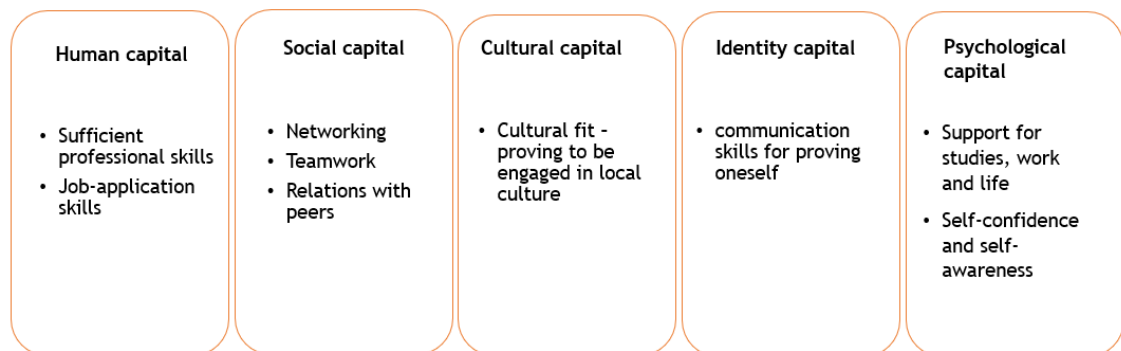 Human capital
• Sufficient
professional skills
• Job-application
skills
Social capital
• Networking
• Teamwork
• Relations with
peers
Cultural capital
• Cultural fit –
proving to be
engaged in local
culture
Identity capital
• communication
skills for proving
oneself
Psychological
capital
• Support for
studies, work
and life
• Self-confidence
and self-
awareness